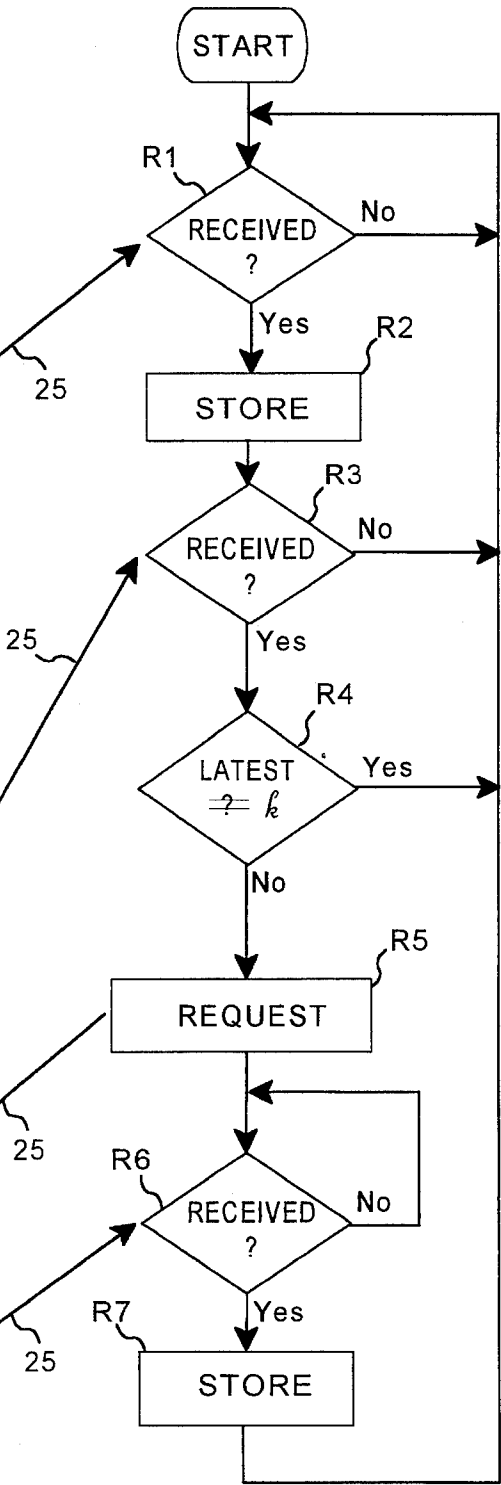 START
R1
RECEIVED
?
No
Yes
25
R2
STORE
R3
RECEIVED
?
No
Yes
25
R4
LATEST
? = k
Yes
No
R5
REQUEST
25
R6
RECEIVED
?
No
Yes
25
R7
STORE